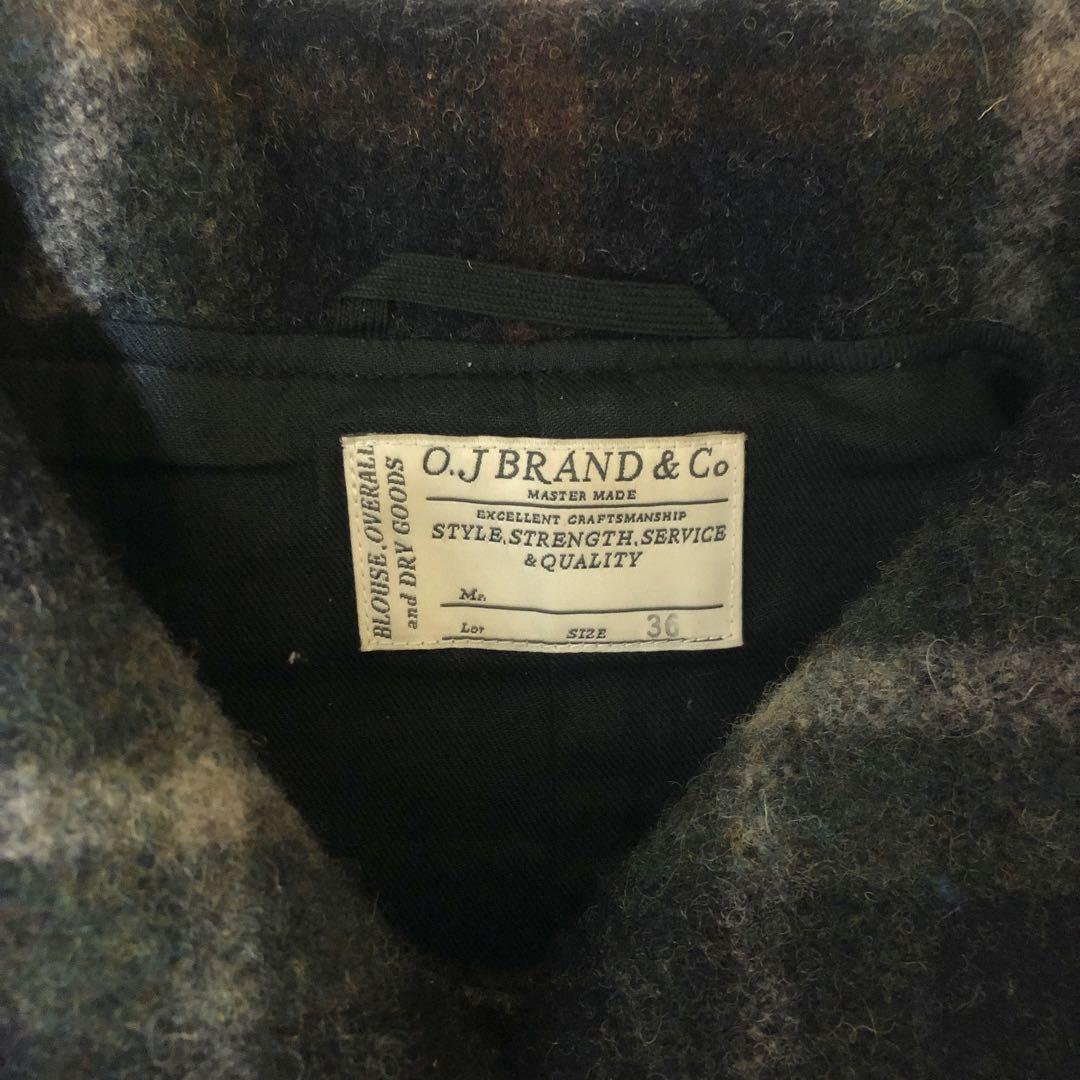 BLOUSE, OVERALL
and DRY GOODS
O.J BRAND & Co
MASTER MADE
EXCELLENT CRAFTSMANSHIP
STYLE, STRENGTH, SERVICE
& QUALITY
Mr.
Lot SIZE 36